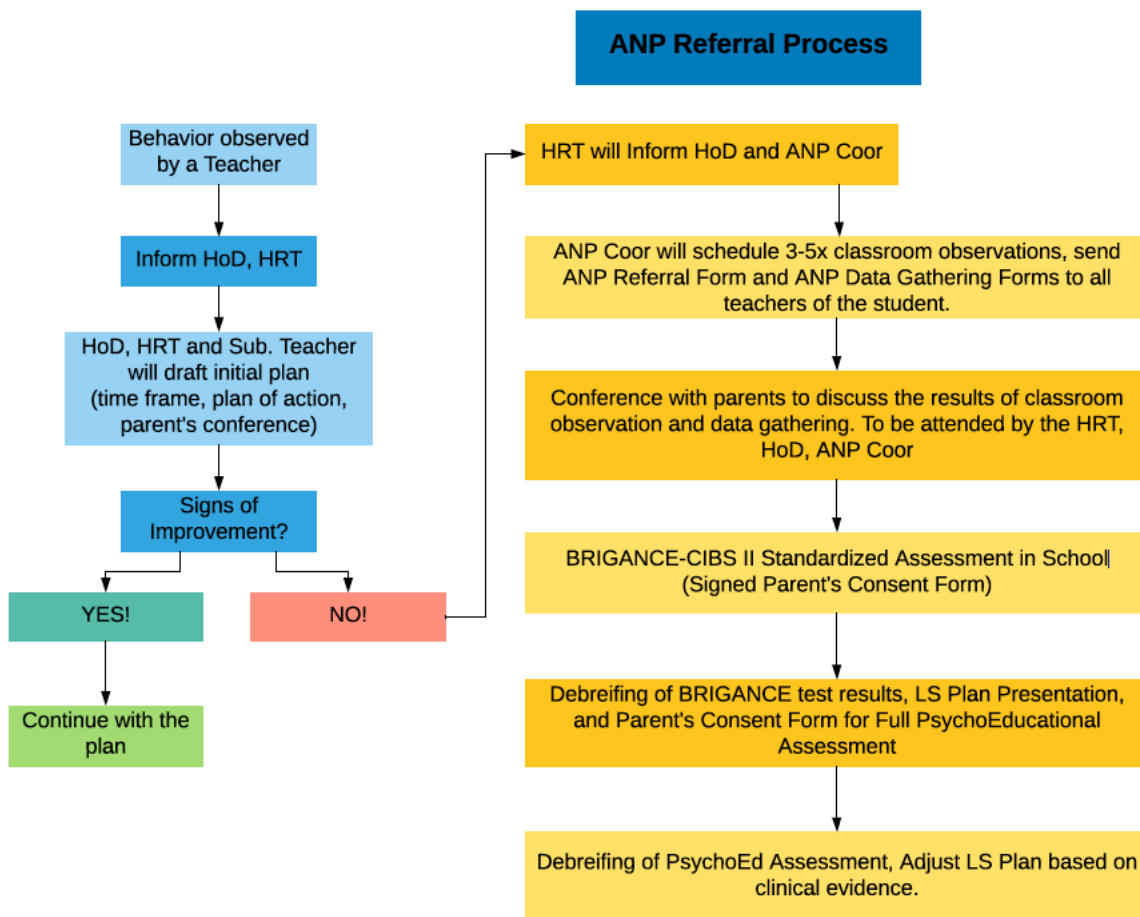 ANP Referral Process
Behavior observed
by a Teacher
Inform HoD, HRT
HoD, HRT and Sub. Teacher
will draft initial plan
(time frame, plan of action,
parent's conference)
Signs of
Improvement?
YES!
NO!
Continue with the
plan
HRT will Inform HoD and ANP Coor
ANP Coor will schedule 3-5x classroom observations, send
ANP Referral Form and ANP Data Gathering Forms to all
teachers of the student.
Conference with parents to discuss the results of classroom
observation and data gathering. To be attended by the HRT,
HoD, ANP Coor
BRIGANCE-CIBS II Standardized Assessment in School
(Signed Parent's Consent Form)
Debreifing of BRIGANCE test results, LS Plan Presentation,
and Parent's Consent Form for Full PsychoEducational
Assessment
Debreifing of PsychoEd Assessment, Adjust LS Plan based on
clinical evidence.